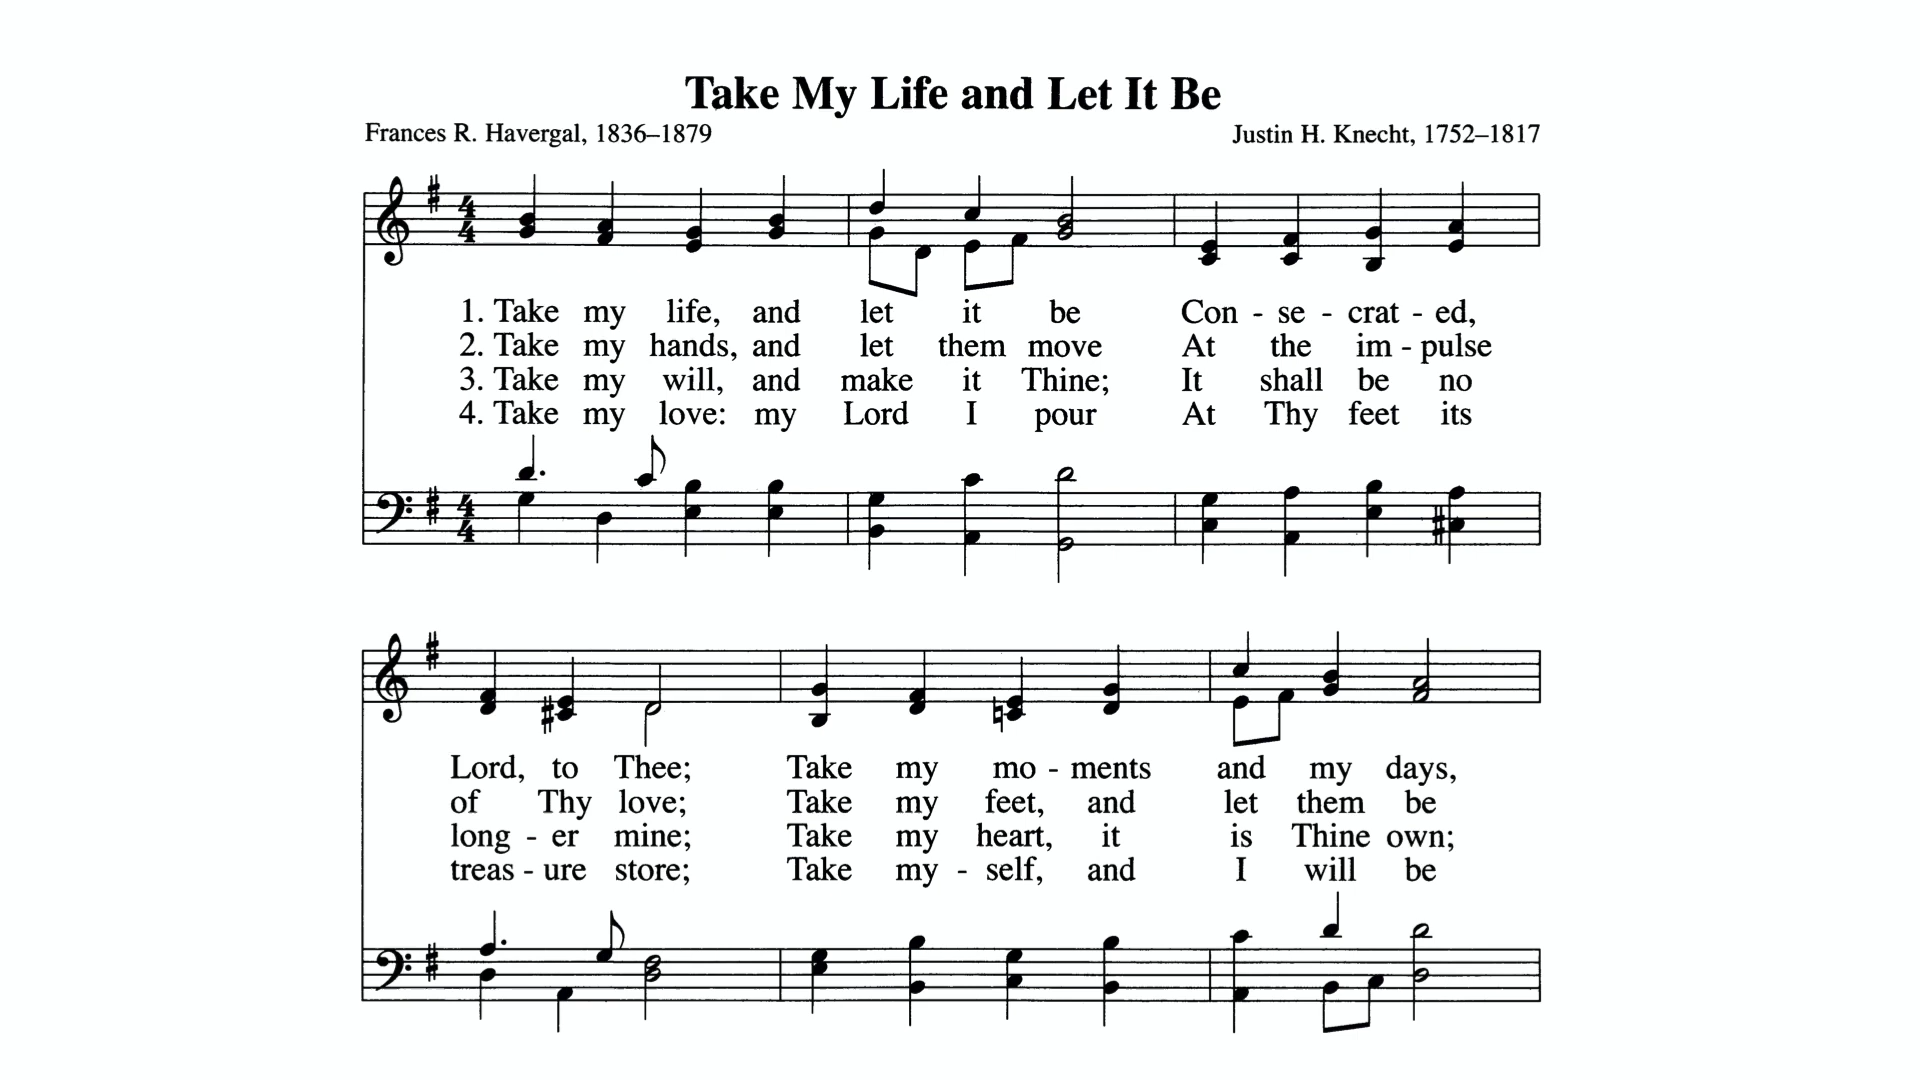 Take My Life and Let It Be
Frances R. Havergal, 1836–1879
Justin H. Knecht, 1752–1817
4
4
1. Take my life, and let it be Con - se - crat - ed,
2. Take my hands, and let them move At the im - pulse
3. Take my will, and make it Thine; It shall be no
4. Take my love: my Lord I pour At Thy feet its
4
4
Lord, to Thee; Take my mo - ments and my days,
of Thy love; Take my feet, and let them be
long - er mine; Take my heart, it is Thine own;
treas - ure store; Take my - self, and I will be